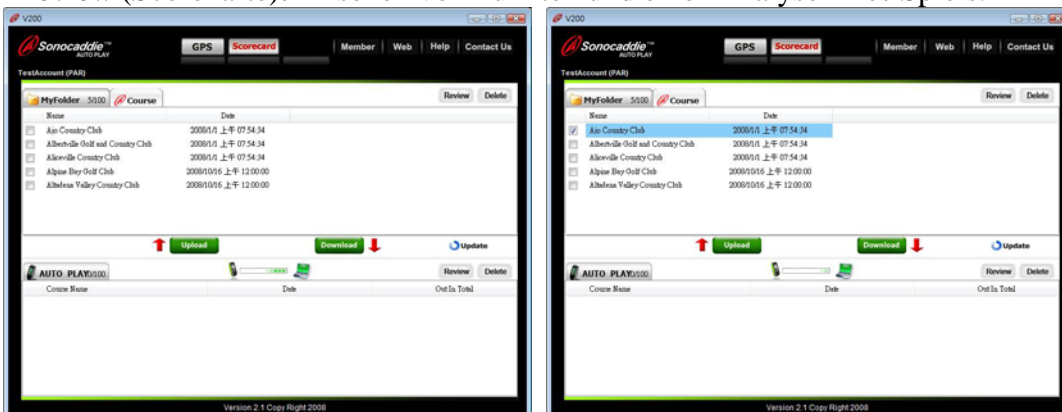 Analyse Ihres Spiels.
V200
Sonocaddie™
AUTO PLAY
GPS Scorecard Member Web Help Contact Us
TestAccount (PAR)
MyFolder 5/100 Course Review Delete
Name Date
Ajo Country Club 2008/1/1 上午 07:54:34
Albertville Golf and Country Club 2008/1/1 上午 07:54:34
Aliceville Country Club 2008/1/1 上午 07:54:34
Alpine Bay Golf Club 2008/10/16 上午 12:00:00
Altadena Valley Country Club 2008/10/16 上午 12:00:00
Upload Download Update
AUTO PLAY 0/100 Review Delete
Course Name Date Out In Total
Version 2.1 Copy Right 2008
V200
Sonocaddie™
AUTO PLAY
GPS Scorecard Member Web Help Contact Us
TestAccount (PAR)
MyFolder 5/100 Course Review Delete
Name Date
Ajo Country Club 2008/1/1 上午 07:54:34
Albertville Golf and Country Club 2008/1/1 上午 07:54:34
Aliceville Country Club 2008/1/1 上午 07:54:34
Alpine Bay Golf Club 2008/10/16 上午 12:00:00
Altadena Valley Country Club 2008/10/16 上午 12:00:00
Upload Download Update
AUTO PLAY 0/100 Review Delete
Course Name Date Out In Total
Version 2.1 Copy Right 2008